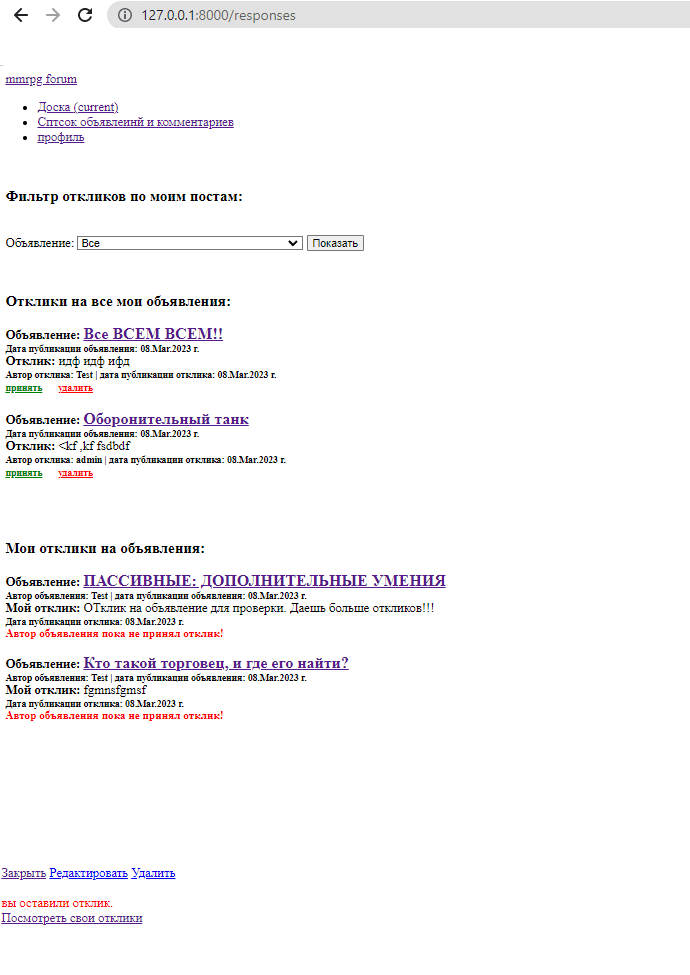 127.0.0.1:8000/responses
mmrpg forum
Доска (current)
Сптсок объявлеинй и комментариев
профиль
Фильтр откликов по моим постам:
Объявление: Все Показать
Отклики на все мои объявления:
Объявление: Все ВСЕМ ВСЕМ!!
Дата публикации объявления: 08.Mar.2023 г.
Отклик: идф идф ифд
Автор отклика: Test | дата публикации отклика: 08.Mar.2023 г.
принять удалить
Объявление: Оборонительный танк
Дата публикации объявления: 08.Mar.2023 г.
Отклик: <kf ,kf fsdbdf
Автор отклика: admin | дата публикации отклика: 08.Mar.2023 г.
принять удалить
Мои отклики на объявления:
Объявление: ПАССИВНЫЕ: ДОПОЛНИТЕЛЬНЫЕ УМЕНИЯ
Автор объявления: Test | дата публикации объявления: 08.Mar.2023 г.
Мой отклик: ОТклик на объявление для проверки. Даешь больше откликов!!!
Дата публикации отклика: 08.Mar.2023 г.
Автор объявления пока не принял отклик!
Объявление: Кто такой торговец, и где его найти?
Автор объявления: Test | дата публикации объявления: 08.Mar.2023 г.
Мой отклик: fgmnsfgmsf
Дата публикации отклика: 08.Mar.2023 г.
Автор объявления пока не принял отклик!
Закрыть Редактировать Удалить
вы оставили отклик.
Посмотреть свои отклики